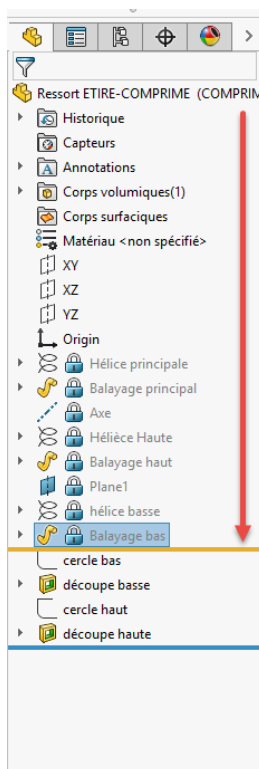 Ressort ETIRE-COMPRIME (COMPRIM
Historique
Capteurs
Annotations
Corps volumiques(1)
Corps surfaciques
Matériau <non spécifié>
XY
XZ
YZ
Origin
Hélice principale
Balayage principal
Axe
Hélièce Haute
Balayage haut
Plane1
hélice basse
Balayage bas
cercle bas
découpe basse
cercle haut
découpe haute